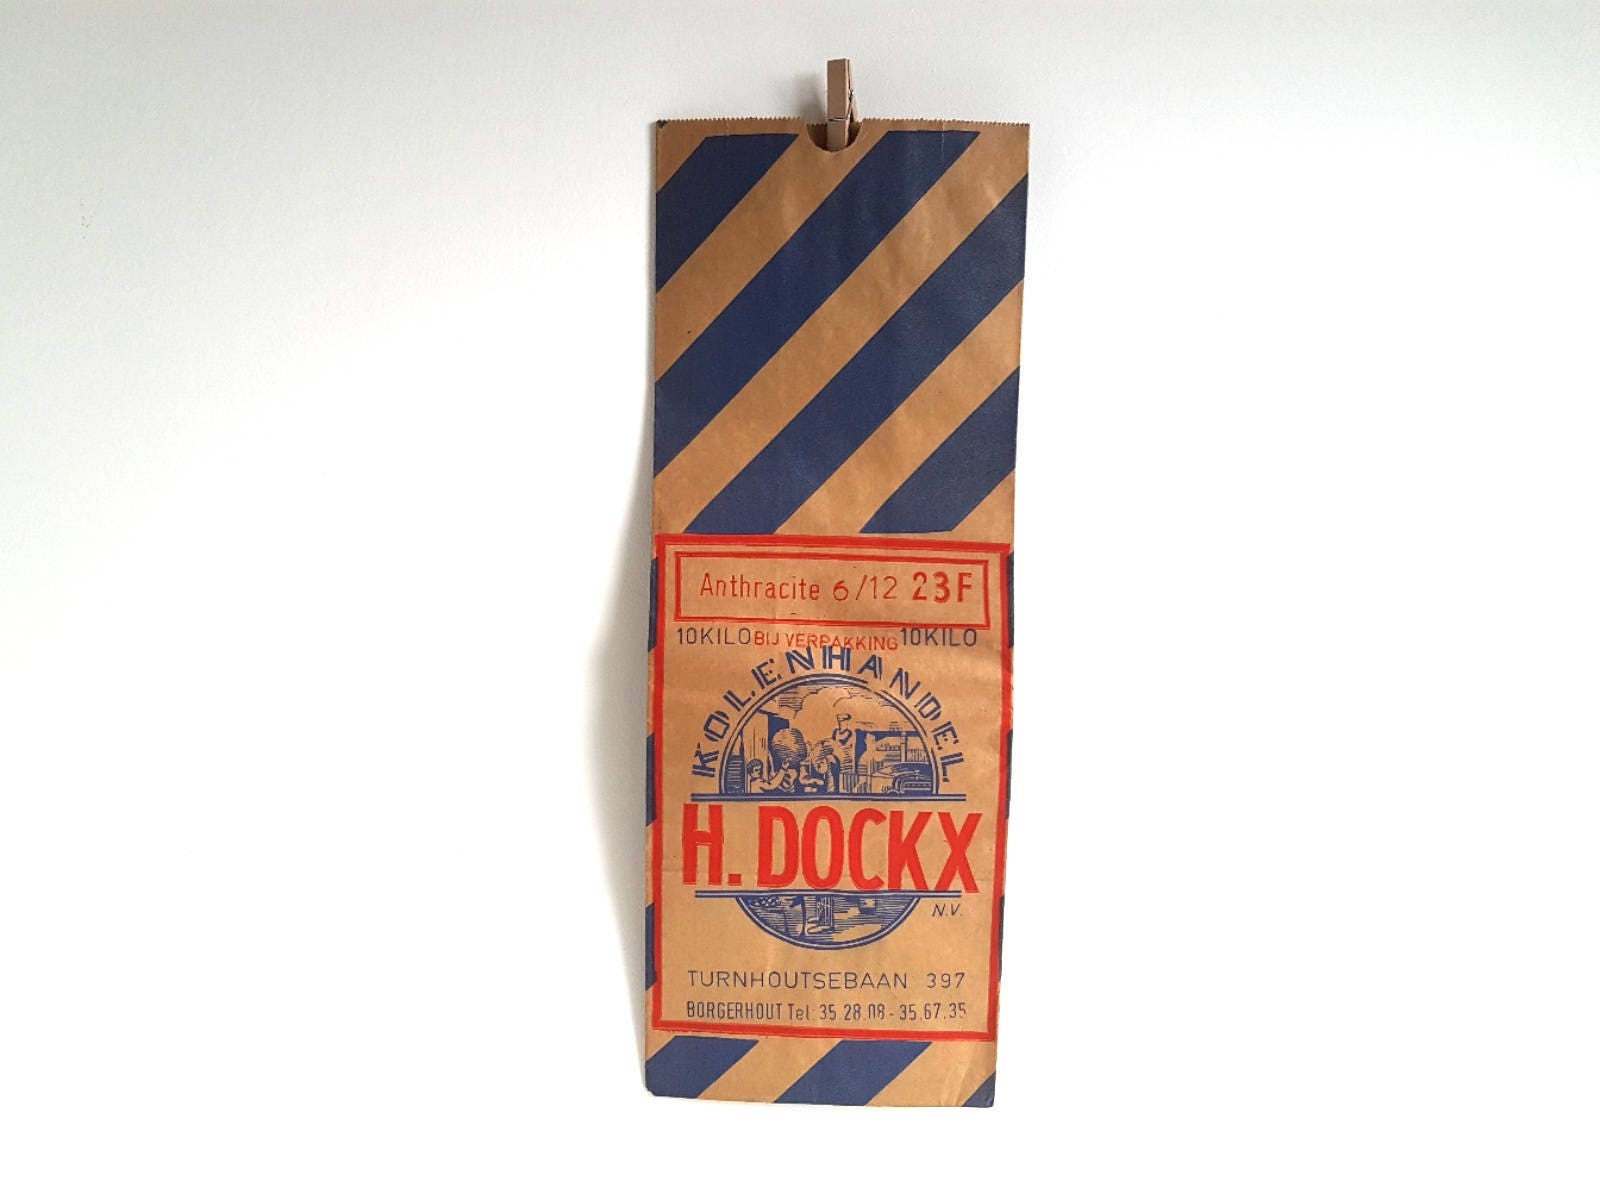 Anthracite 6/12 23F
10KILO BIJ VERPAKKING 10KILO
KOLENHANDEL
H. DOCKX
N.V.
TURNHOUTSEBAAN 397
BORGERHOUT Tel: 35.28.08 - 35.67.35